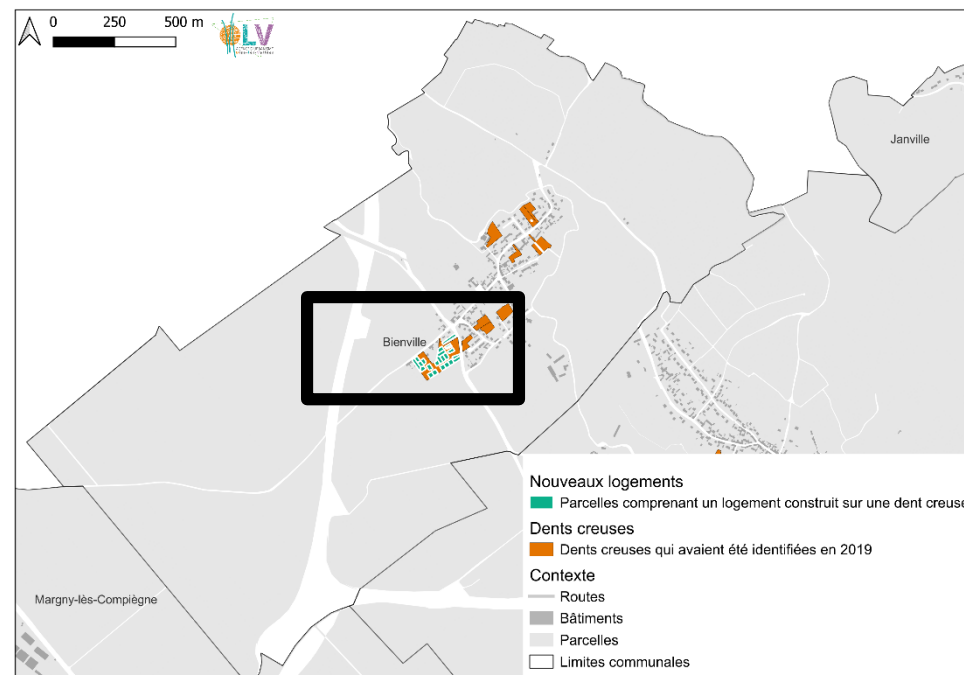 0 250 500 m
OLV
Janville
Bienville
Margny-lès-Compiègne
Nouveaux logements
Parcelles comprenant un logement construit sur une dent creuse
Dents creuses
Dents creuses qui avaient été identifiées en 2019
Contexte
Routes
Bâtiments
Parcelles
Limites communales